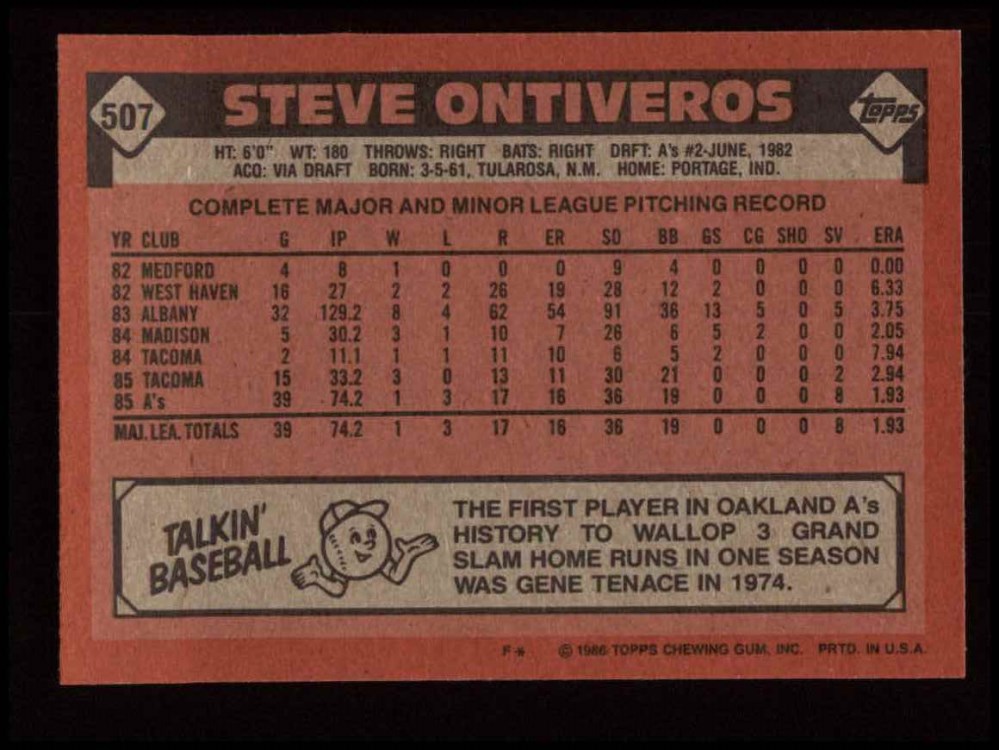 507 STEVE ONTIVEROS TOPPS
HT: 6'0" WT: 180 THROWS: RIGHT BATS: RIGHT DRFT: A's #2-JUNE, 1982
ACQ: VIA DRAFT BORN: 3-5-61, TULAROSA, N.M. HOME: PORTAGE, IND.
COMPLETE MAJOR AND MINOR LEAGUE PITCHING RECORD
YR CLUB G IP W L R ER SO BB GS CG SHO SV ERA
82 MEDFORD 4 8 1 0 0 0 9 4 0 0 0 0 0.00
82 WEST HAVEN 16 27 2 2 26 19 28 12 2 0 0 0 6.33
83 ALBANY 32 129.2 8 4 62 54 91 36 13 5 0 5 3.75
84 MADISON 5 30.2 3 1 10 7 26 6 5 2 0 0 2.05
84 TACOMA 2 11.1 1 1 11 10 6 5 2 0 0 0 7.94
85 TACOMA 15 33.2 3 0 13 11 30 21 0 0 0 2 2.94
85 A's 39 74.2 1 3 17 16 36 19 0 0 0 8 1.93
MAJ. LEA. TOTALS 39 74.2 1 3 17 16 36 19 0 0 0 8 1.93
TALKIN'
BASEBALL
THE FIRST PLAYER IN OAKLAND A's
HISTORY TO WALLOP 3 GRAND
SLAM HOME RUNS IN ONE SEASON
WAS GENE TENACE IN 1974.
F* © 1986 TOPPS CHEWING GUM, INC. PRTD. IN U.S.A.